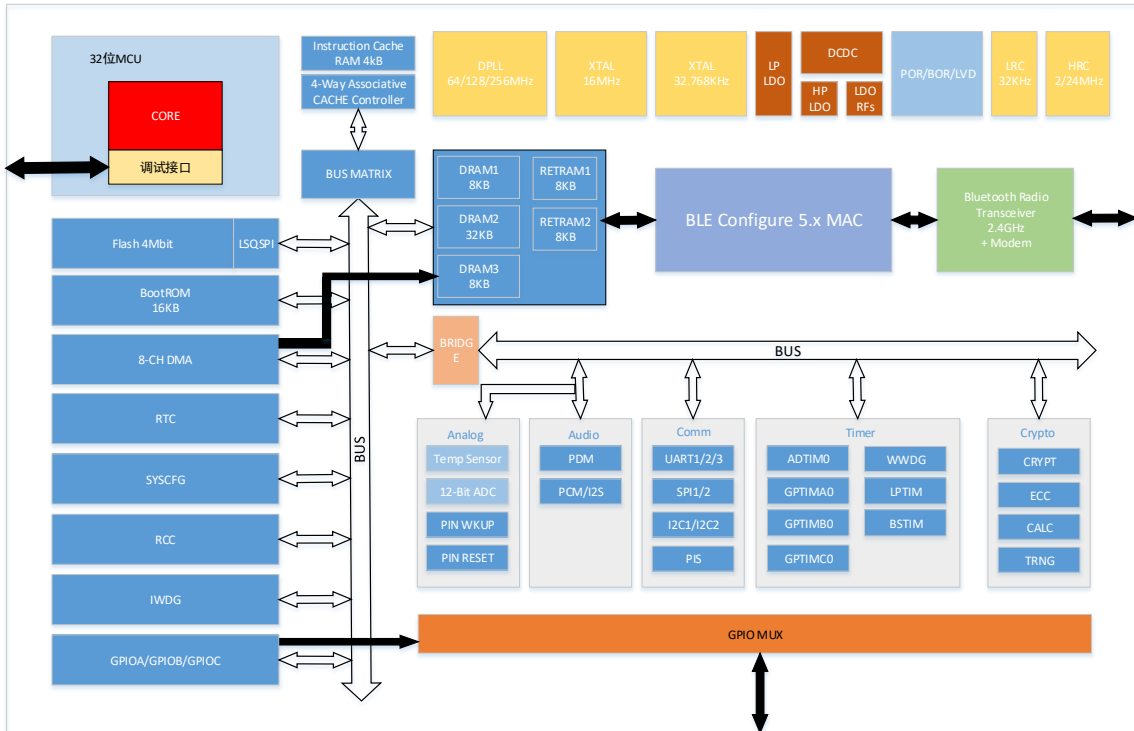 32位MCU
CORE
调试接口
Instruction Cache
RAM 4kB
4-Way Associative
CACHE Controller
BUS MATRIX
DPLL
64/128/256MHz
XTAL
16MHz
XTAL
32.768KHz
LP
LDO
DCDC
HP
LDO
LDO
RFs
POR/BOR/LVD
LRC
32KHz
HRC
2/24MHz
DRAM1
8KB
RETRAM1
8KB
DRAM2
32KB
RETRAM2
8KB
DRAM3
8KB
BLE Configure 5.x MAC
Bluetooth Radio
Transceiver
2.4GHz
+ Modem
Flash 4Mbit
LSQSPI
BootROM
16KB
8-CH DMA
RTC
SYSCFG
RCC
IWDG
GPIOA/GPIOB/GPIOC
BUS
BRIDG
E
BUS
Analog
Temp Sensor
12-Bit ADC
PIN WKUP
PIN RESET
Audio
PDM
PCM/I2S
Comm
UART1/2/3
SPI1/2
I2C1/I2C2
PIS
Timer
ADTIM0
WWDG
GPTIMA0
LPTIM
GPTIMB0
BSTIM
GPTIMC0
Crypto
CRYPT
ECC
CALC
TRNG
GPIO MUX